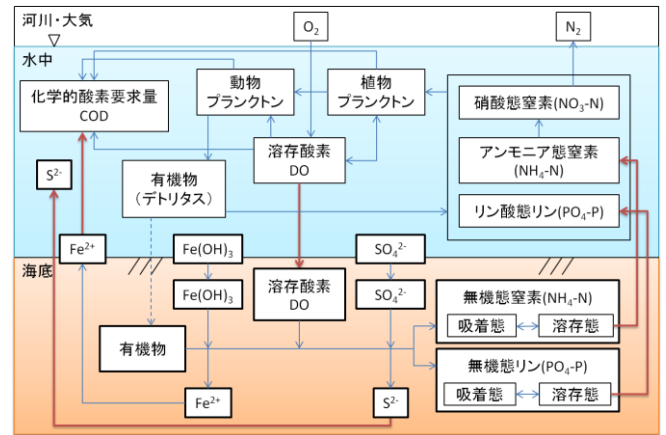 河川・大気
O2
N2
水中
化学的酸素要求量
COD
動物
プランクトン
植物
プランクトン
硝酸態窒素(NO3-N)
アンモニア態窒素
(NH4-N)
リン酸態リン(PO4-P)
溶存酸素
DO
S2-
有機物
(デトリタス)
Fe2+
Fe(OH)3
SO42-
海底
Fe(OH)3
溶存酸素
DO
SO42-
無機態窒素(NH4-N)
吸着態
溶存態
有機物
無機態リン(PO4-P)
吸着態
溶存態
Fe2+
S2-